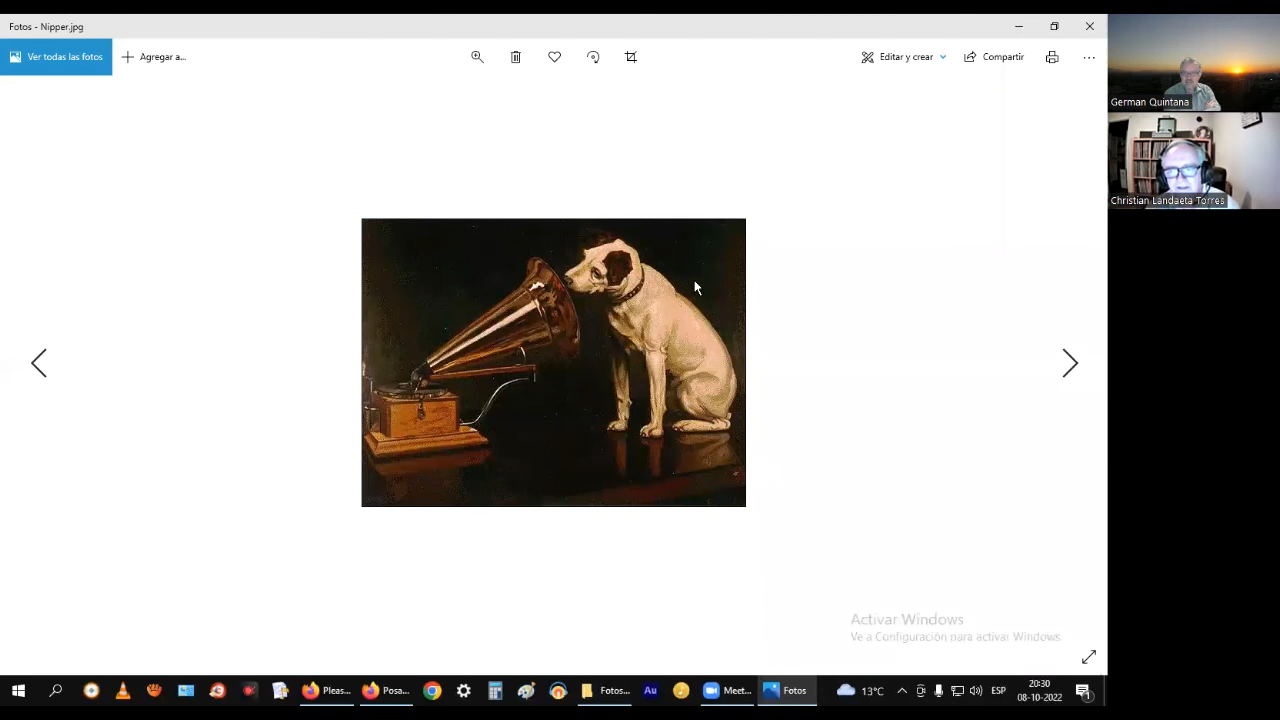 Fotos - Nipper.jpg
Ver todas las fotos
Agregar a...
Editar y crear
Compartir
German Quintana
Christian Landaeta Torres
Activar Windows
Ve a Configuración para activar Windows.
Pleas...
Posa...
Fotos...
Au
Meet...
Fotos
13°C
ESP
20:30
08-10-2022
1